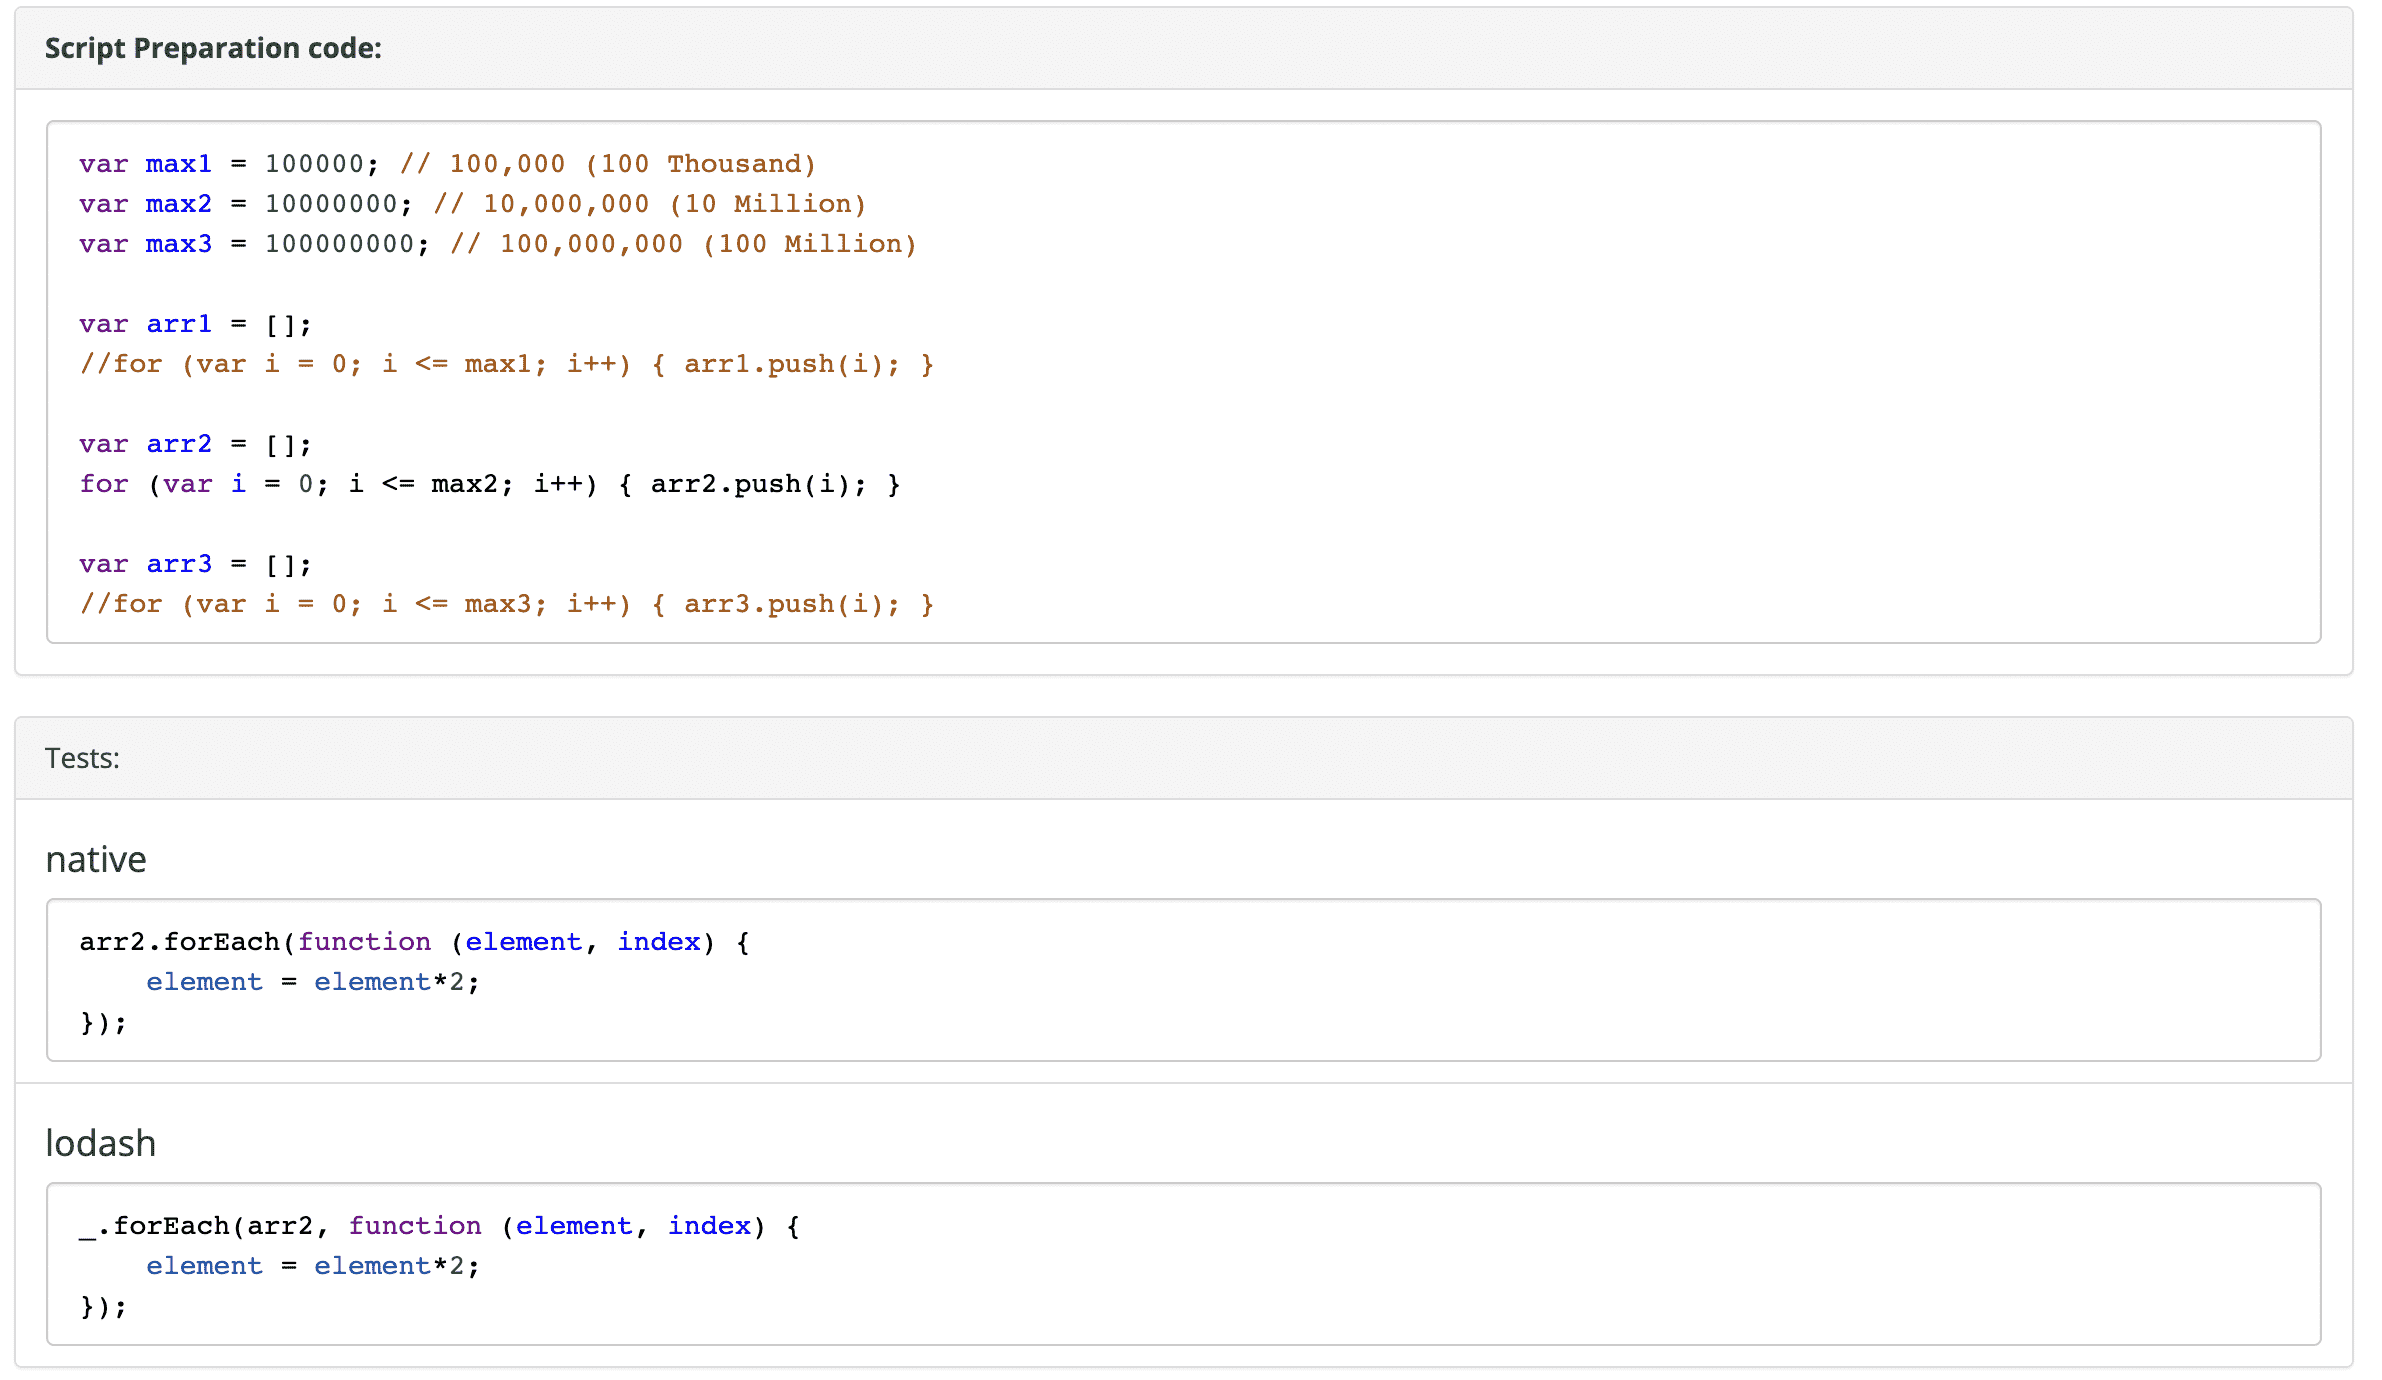 Script Preparation code:
var max1 = 100000; // 100,000 (100 Thousand)
var max2 = 10000000; // 10,000,000 (10 Million)
var max3 = 100000000; // 100,000,000 (100 Million)
var arr1 = [];
//for (var i = 0; i <= max1; i++) { arr1.push(i); }
var arr2 = [];
for (var i = 0; i <= max2; i++) { arr2.push(i); }
var arr3 = [];
//for (var i = 0; i <= max3; i++) { arr3.push(i); }
Tests:
native
arr2.forEach(function (element, index) {
    element = element*2;
});
lodash
_.forEach(arr2, function (element, index) {
    element = element*2;
});